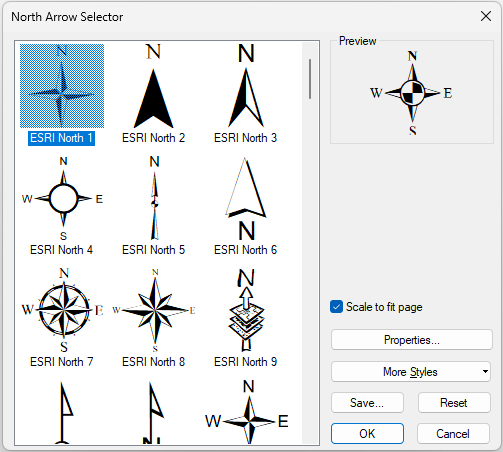 North Arrow Selector
Preview
N
N
N
N
W E
S
ESRI North 1
ESRI North 2
ESRI North 3
N
W E
S
N
N
ESRI North 4
ESRI North 5
ESRI North 6
N
W E
S
N
W E
S
N
ESRI North 7
ESRI North 8
ESRI North 9
N
W E
N
Scale to fit page
Properties...
More Styles
Save...
Reset
OK
Cancel